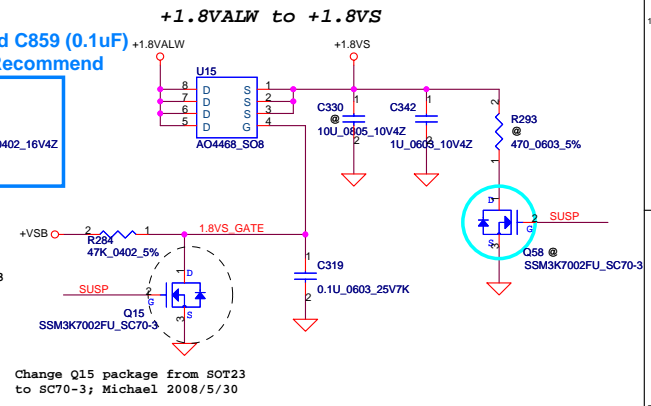 +1.8VALW to +1.8VS
d C859 (0.1uF)
Recommend
+1.8VALW
+1.8VS
U15
8 D S 1
7 D S 2
6 D S 3
5 D G 4
AO4468_SO8
0402_16V4Z
C330
@
10U_0805_10V4Z
1
2
C342
1U_0603_10V4Z
1
2
R293
@
470_0603_5%
2
1
D
G
S
2
3
SUSP
Q58 @
SSM3K7002FU_SC70-3
+VSB
2
1
R284
47K_0402_5%
1.8VS_GATE
C319
0.1U_0603_25V7K
1
2
SUSP
2
G
1
D
3
S
Q15
SSM3K7002FU_SC70-3
Change Q15 package from SOT23
to SC70-3; Michael 2008/5/30